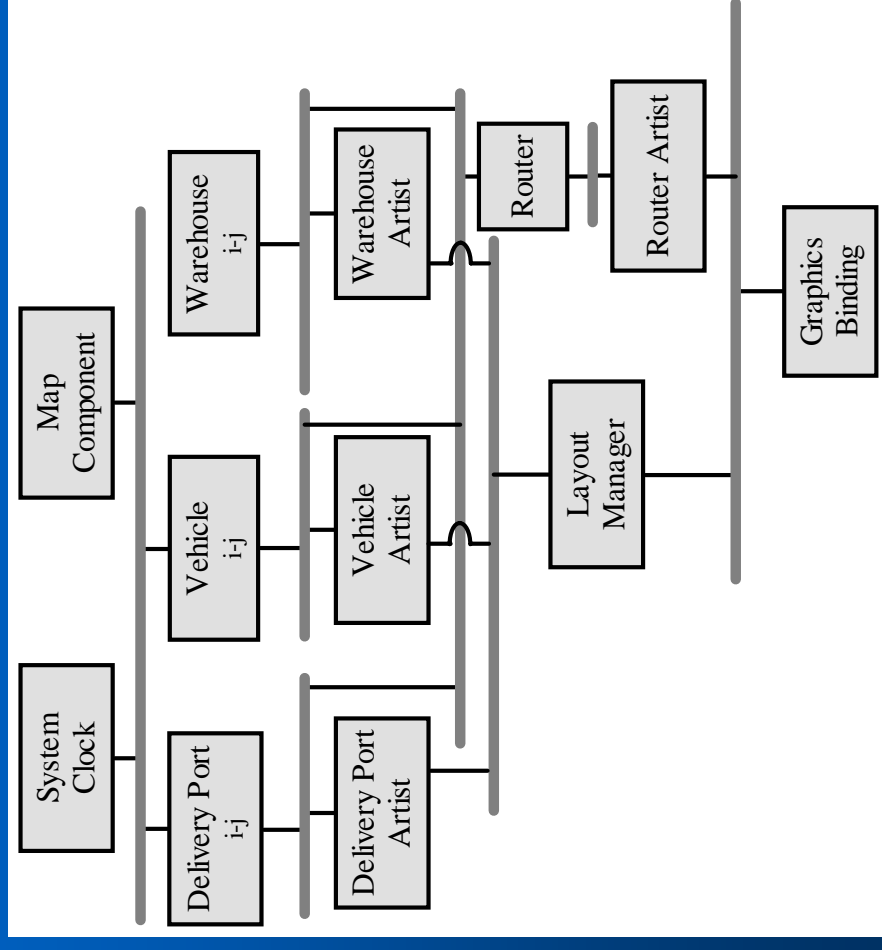 System
Clock
Map
Component
Delivery Port
i-j
Vehicle
i-j
Warehouse
i-j
Delivery Port
Artist
Vehicle
Artist
Warehouse
Artist
Router
Layout
Manager
Router Artist
Graphics
Binding